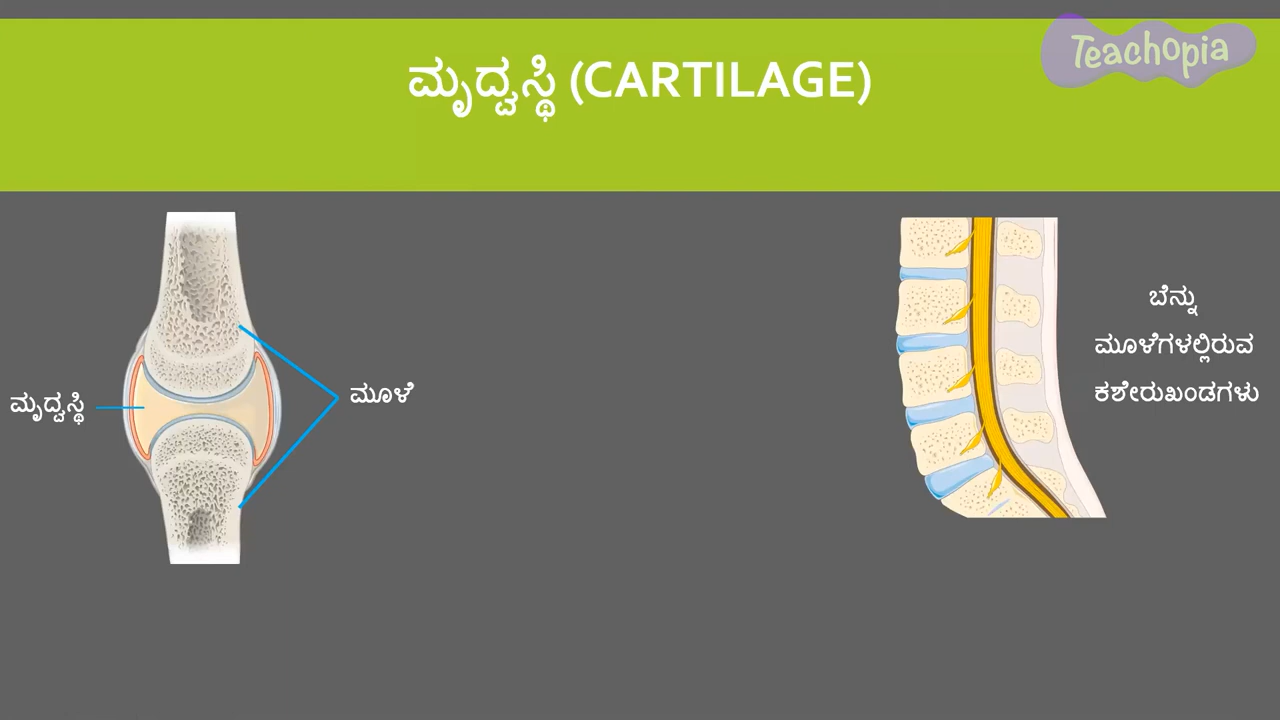 Teachopia
ಮೃದ್ವಸ್ಥಿ (CARTILAGE)
ಮೃದ್ವಸ್ಥಿ
ಮೂಳೆ
ಬೆನ್ನು
ಮೂಳೆಗಳಲ್ಲಿರುವ
ಕಶೇರುಖಂಡಗಳು